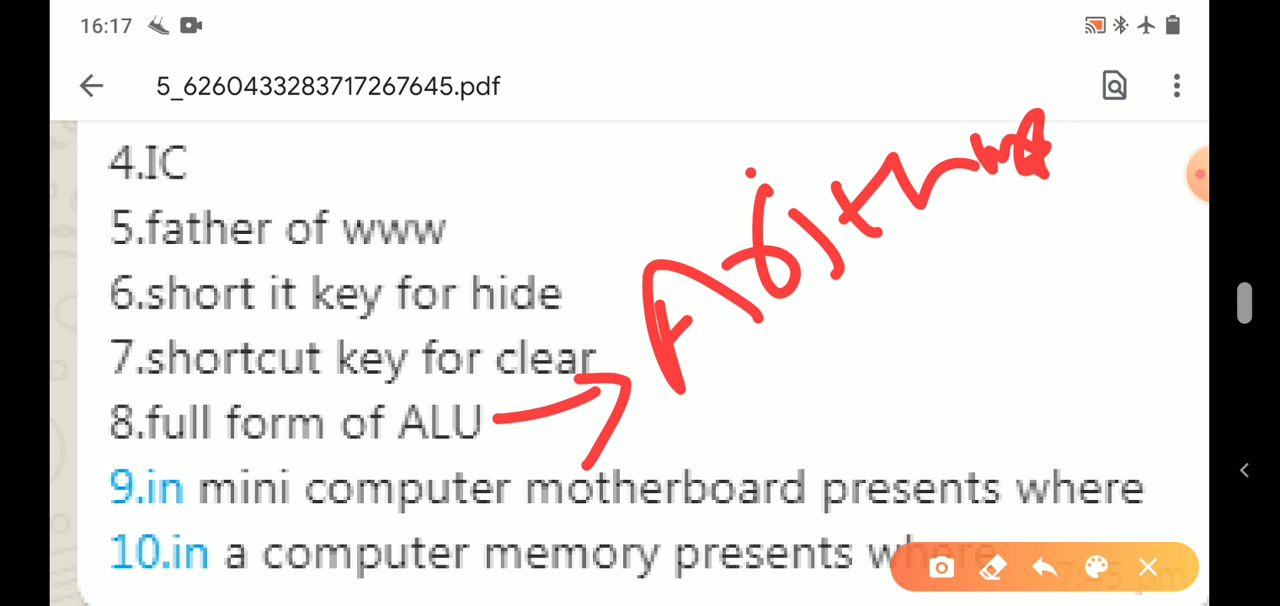 16:17
5_6260433283717267645.pdf
4.IC
5.father of www
6.short it key for hide
7.shortcut key for clear
8.full form of ALU
9.in mini computer motherboard presents where
10.in a computer memory presents where